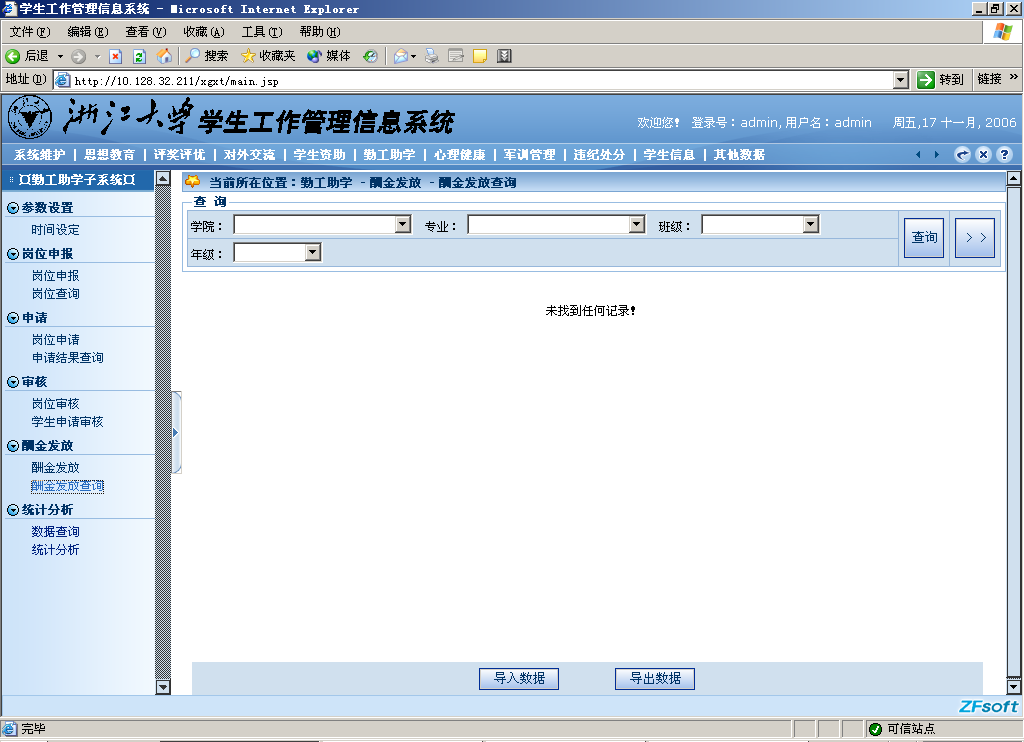 学生工作管理信息系统 - Microsoft Internet Explorer
文件(F) 编辑(E) 查看(V) 收藏(A) 工具(T) 帮助(H)
后退 搜索 收藏夹 媒体
地址(D) http://10.128.32.211/xgxt/main.jsp 转到 链接 »
浙江大学学生工作管理信息系统
欢迎您! 登录号:admin,用户名:admin 周五,17 十一月, 2006
系统维护 | 思想教育 | 评奖评优 | 对外交流 | 学生资助 | 勤工助学 | 心理健康 | 军训管理 | 违纪处分 | 学生信息 | 其他数据
¤勤工助学子系统¤
参数设置
时间设定
岗位申报
岗位申报
岗位查询
申请
岗位申请
申请结果查询
审核
岗位审核
学生申请审核
酬金发放
酬金发放
酬金发放查询
统计分析
数据查询
统计分析
当前所在位置:勤工助学 - 酬金发放 - 酬金发放查询
查 询
学院: 专业: 班级:
年级:
查询 > >
未找到任何记录!
导入数据 导出数据
ZFsoft
完毕 可信站点